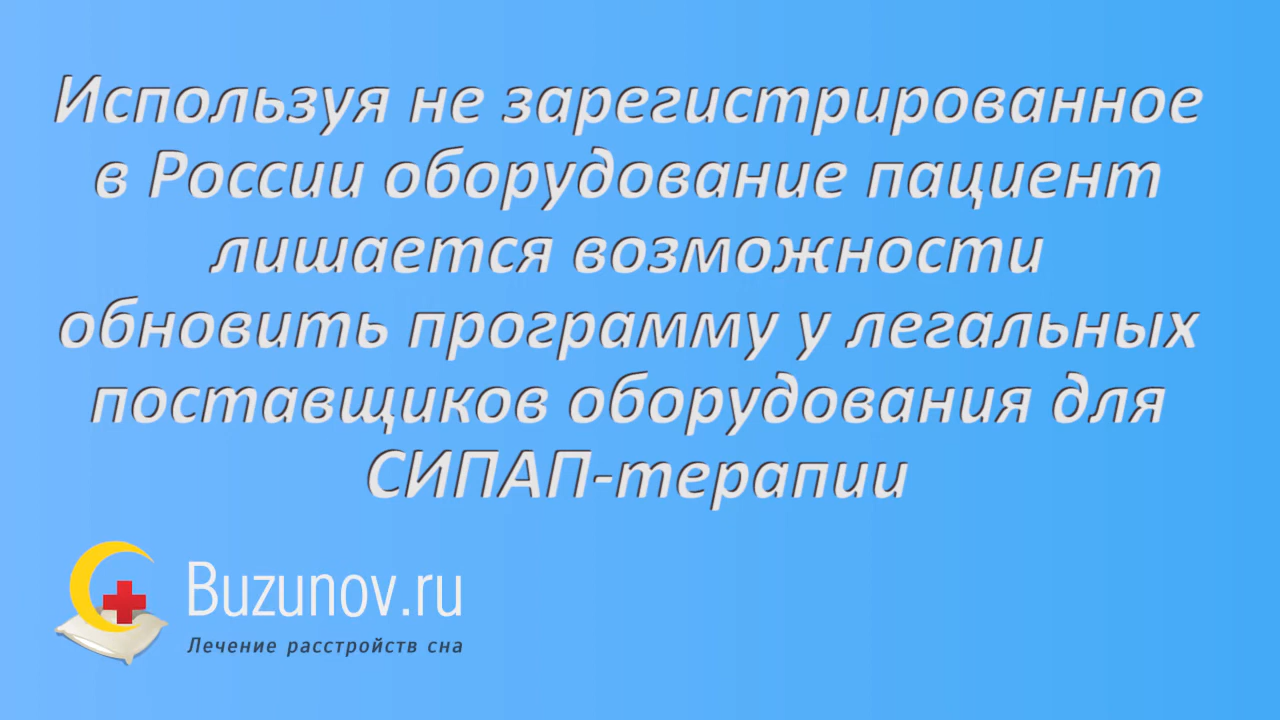 Используя не зарегистрированное
в России оборудование пациент
лишается возможности
обновить программу у легальных
поставщиков оборудования для
СИПАП-терапии
Buzunov.ru
Лечение расстройств сна